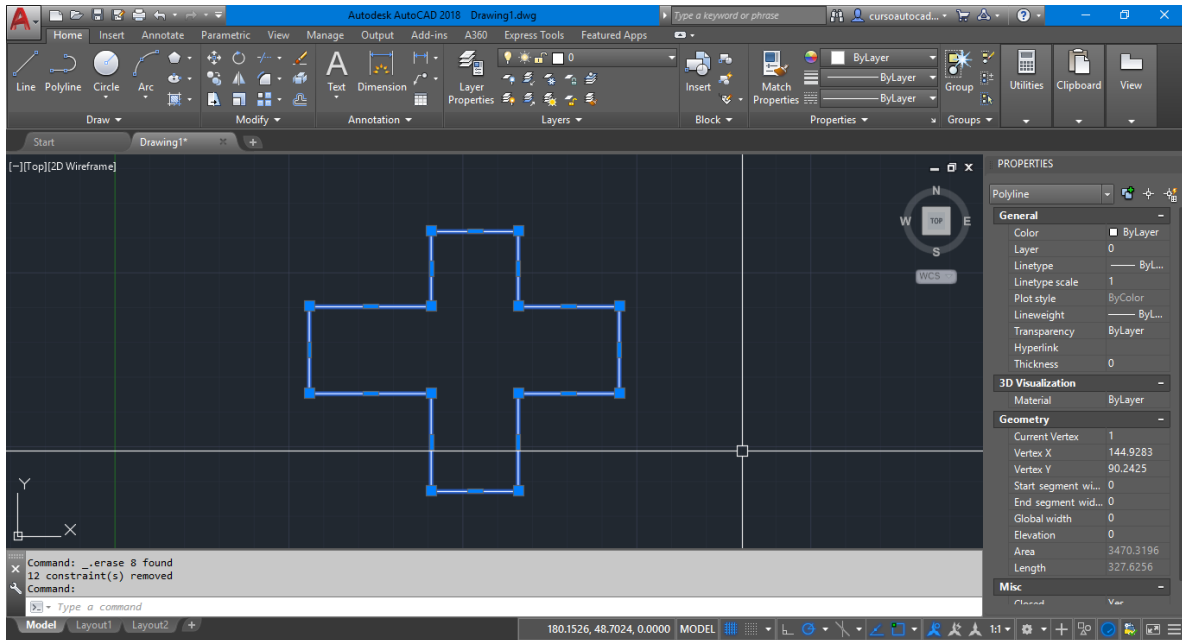 Autodesk AutoCAD 2018 Drawing1.dwg
Type a keyword or phrase
cursoautocad...
Home Insert Annotate Parametric View Manage Output Add-ins A360 Express Tools Featured Apps
Line Polyline Circle Arc
Text Dimension
Layer Properties
0
Insert
Match Properties
ByLayer
ByLayer
ByLayer
Group
Utilities
Clipboard
View
Draw Modify Annotation Layers Block Properties Groups
Start Drawing1*
[−][Top][2D Wireframe]
N
W TOP E
S
WCS
Y
X
PROPERTIES
Polyline
General
Color ByLayer
Layer 0
Linetype ByL...
Linetype scale 1
Plot style ByColor
Lineweight ByL...
Transparency ByLayer
Hyperlink
Thickness 0
3D Visualization
Material ByLayer
Geometry
Current Vertex 1
Vertex X 144.9283
Vertex Y 90.2425
Start segment wi... 0
End segment wid... 0
Global width 0
Elevation 0
Area 3470.3196
Length 327.6256
Misc
Closed Yes
Command: _.erase 8 found
12 constraint(s) removed
Command:
Type a command
Model Layout1 Layout2 +
180.1526, 48.7024, 0.0000 MODEL 1:1